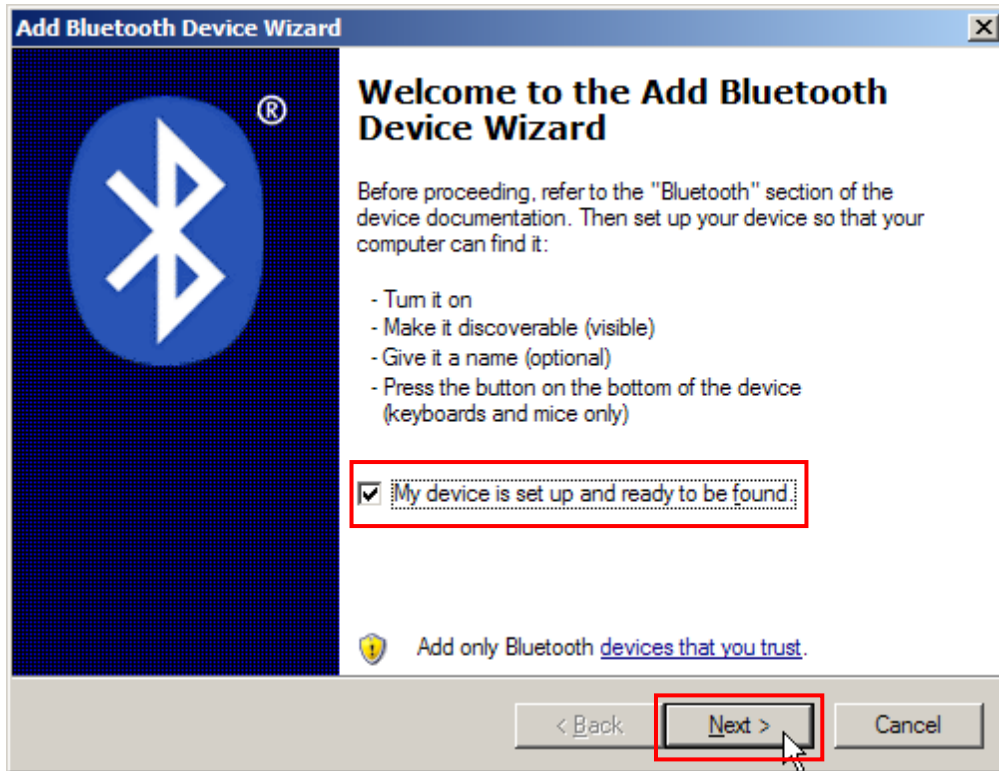 Add Bluetooth Device Wizard
®
Welcome to the Add Bluetooth
Device Wizard
Before proceeding, refer to the "Bluetooth" section of the
device documentation. Then set up your device so that your
computer can find it:
- Turn it on
- Make it discoverable (visible)
- Give it a name (optional)
- Press the button on the bottom of the device
(keyboards and mice only)
My device is set up and ready to be found.
Add only Bluetooth devices that you trust.
< Back Next > Cancel